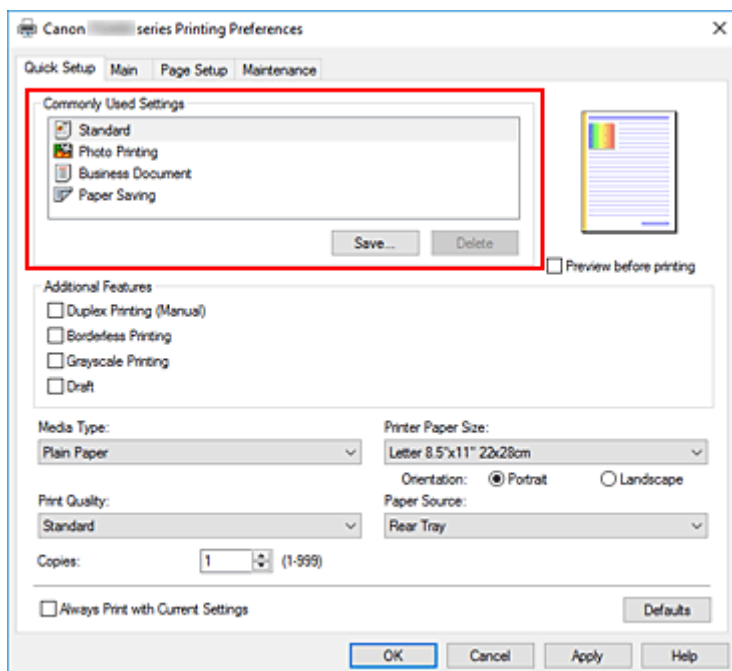 Canon series Printing Preferences
Quick Setup Main Page Setup Maintenance
Commonly Used Settings
Standard
Photo Printing
Business Document
Paper Saving
Save... Delete
Preview before printing
Additional Features
Duplex Printing (Manual)
Borderless Printing
Grayscale Printing
Draft
Media Type: Printer Paper Size:
Plain Paper Letter 8.5"x11" 22x28cm
Orientation: Portrait Landscape
Print Quality: Paper Source:
Standard Rear Tray
Copies: 1 (1-999)
Always Print with Current Settings Defaults
OK Cancel Apply Help